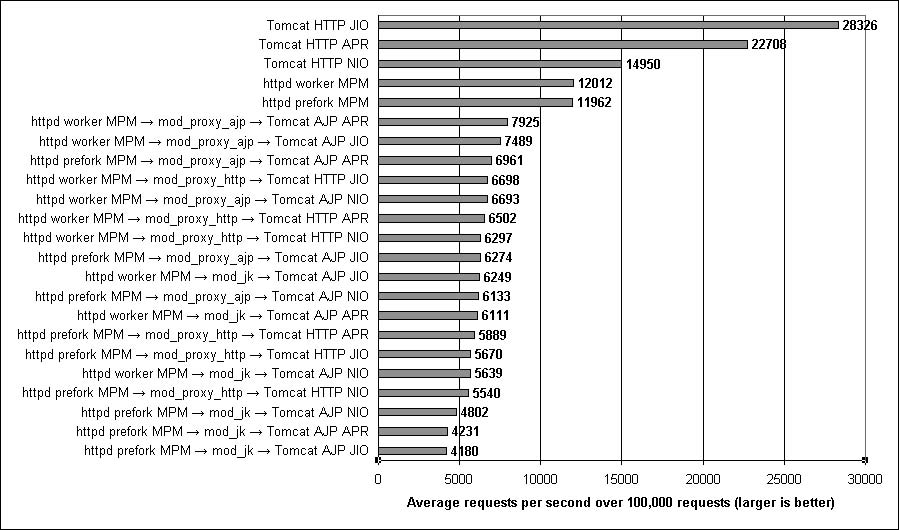 Tomcat HTTP JIO 28326
Tomcat HTTP APR 22708
Tomcat HTTP NIO 14950
httpd worker MPM 12012
httpd prefork MPM 11962
httpd worker MPM → mod_proxy_ajp → Tomcat AJP APR 7925
httpd worker MPM → mod_proxy_ajp → Tomcat AJP JIO 7489
httpd prefork MPM → mod_proxy_ajp → Tomcat AJP APR 6961
httpd worker MPM → mod_proxy_http → Tomcat HTTP JIO 6698
httpd worker MPM → mod_proxy_ajp → Tomcat AJP NIO 6693
httpd worker MPM → mod_proxy_http → Tomcat HTTP APR 6502
httpd worker MPM → mod_proxy_http → Tomcat HTTP NIO 6297
httpd prefork MPM → mod_proxy_ajp → Tomcat AJP JIO 6274
httpd worker MPM → mod_jk → Tomcat AJP JIO 6249
httpd prefork MPM → mod_proxy_ajp → Tomcat AJP NIO 6133
httpd worker MPM → mod_jk → Tomcat AJP APR 6111
httpd prefork MPM → mod_proxy_http → Tomcat HTTP APR 5889
httpd prefork MPM → mod_proxy_http → Tomcat HTTP JIO 5670
httpd worker MPM → mod_jk → Tomcat AJP NIO 5639
httpd prefork MPM → mod_proxy_http → Tomcat HTTP NIO 5540
httpd prefork MPM → mod_jk → Tomcat AJP NIO 4802
httpd prefork MPM → mod_jk → Tomcat AJP APR 4231
httpd prefork MPM → mod_jk → Tomcat AJP JIO 4180
0 5000 10000 15000 20000 25000 30000
Average requests per second over 100,000 requests (larger is better)